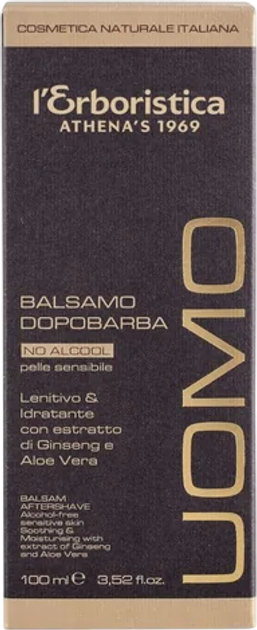 COSMETICA NATURALE ITALIANA
l'Erboristica
ATHENA'S 1969
UOMO
BALSAMO
DOPOBARBA
NO ALCOOL
pelle sensibile
Lenitivo &
Idratante
con estratto
di Ginseng e
Aloe Vera
BALSAM
AFTERSHAVE
Alcohol-free
sensitive skin
Soothing &
Moisturising with
extract of Ginseng
and Aloe Vera
100 ml ℮ 3,52 fl.oz.